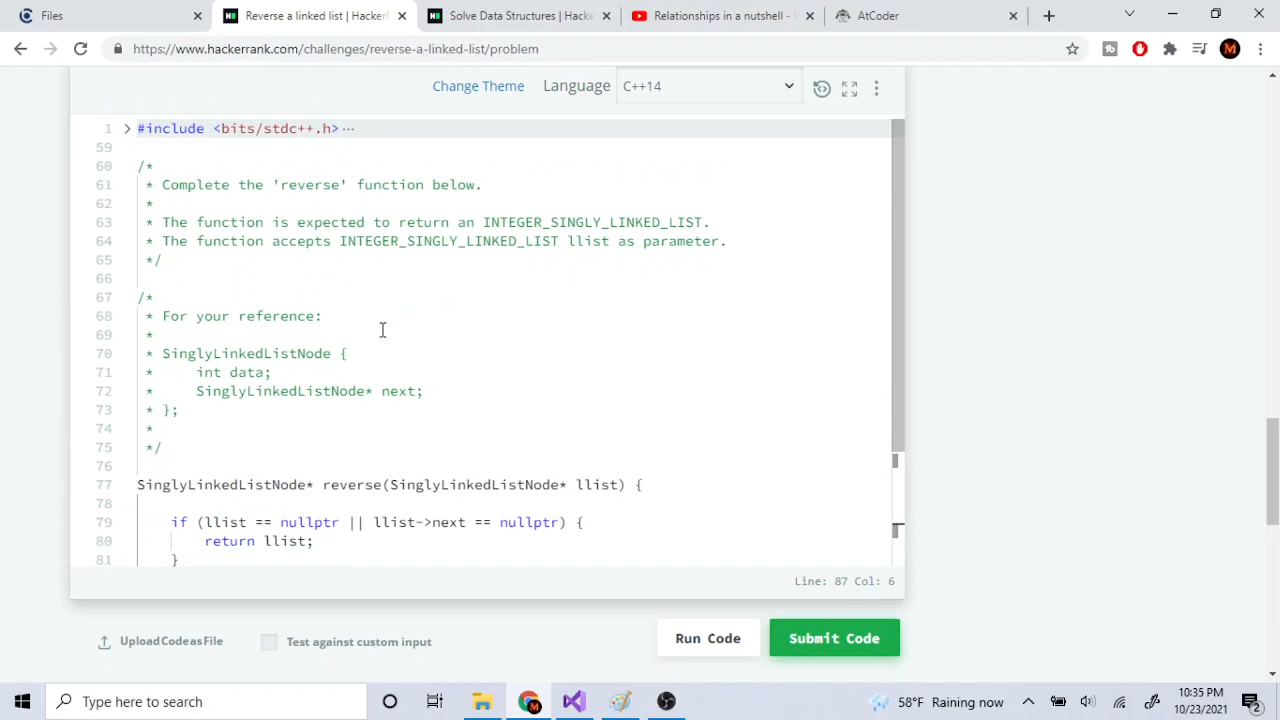 Files
Reverse a linked list | HackerR
Solve Data Structures | Hacke
Relationships in a nutshell -
AtCoder
https://www.hackerrank.com/challenges/reverse-a-linked-list/problem
M
Change Theme Language C++14
1 #include <bits/stdc++.h>
59
60 /*
61 * Complete the 'reverse' function below.
62 *
63 * The function is expected to return an INTEGER_SINGLY_LINKED_LIST.
64 * The function accepts INTEGER_SINGLY_LINKED_LIST llist as parameter.
65 */
66
67 /*
68 * For your reference:
69 *
70 * SinglyLinkedListNode {
71 *     int data;
72 *     SinglyLinkedListNode* next;
73 * };
74 *
75 */
76
77 SinglyLinkedListNode* reverse(SinglyLinkedListNode* llist) {
78
79     if (llist == nullptr || llist->next == nullptr) {
80         return llist;
81     }
Line: 87 Col: 6
Upload Code as File
Test against custom input
Run Code
Submit Code
Type here to search
58°F Raining now
10:35 PM
10/23/2021
2